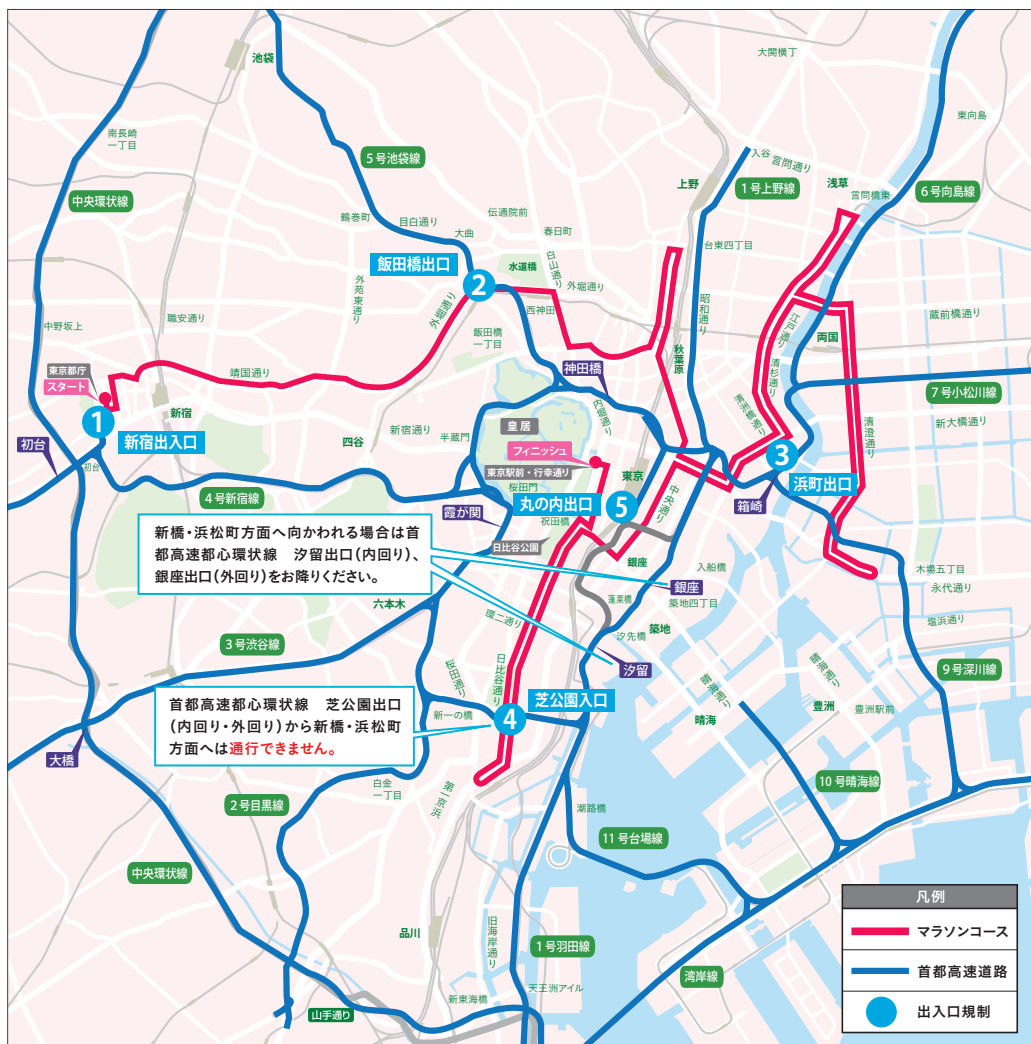 池袋
大関横丁
南長崎
一丁目
東向島
5号池袋線
入谷
言問通り
中央環状線
上野
1号上野線
浅草
6号向島線
鶴巻町
目白通り
伝通院前
言問橋東
大曲
春日町
台東四丁目
飯田橋出口
水道橋
白山通り
2
外苑東通り
外堀通り
外堀通り
昭和通り
西神田
江戸通り
蔵前橋通り
中野坂上
職安通り
飯田橋
一丁目
両国
秋葉原
清杉通り
東京都庁
スタート
靖国通り
神田橋
7号小松川線
1
新宿
内堀通り
清洲橋通り
清澄通り
新大橋通り
新宿出入口
四谷
新宿通り
半蔵門
皇居
フィニッシュ
初台
初台
東京駅前・行幸通り
東京
3
浜町出口
4号新宿線
桜田門
丸の内出口
5
中央通り
箱崎
霞が関
祝田橋
新橋・浜松町方面へ向かわれる場合は首
都高速都心環状線 汐留出口(内回り)、
銀座出口(外回り)をお降りください。
日比谷公園
銀座
入船橋
木場五丁目
永代通り
銀座
六本木
蓬莱橋
築地四丁目
環二通り
築地
塩浜通り
汐先橋
3号渋谷線
汐留
9号深川線
桜田通り
日比谷通り
晴海通り
晴海通り
首都高速都心環状線 芝公園出口
(内回り・外回り)から新橋・浜松町
方面へは通行できません。
芝公園入口
4
新一の橋
晴海
豊洲
豊洲駅前
大橋
白金
一丁目
第一京浜
10号晴海線
2号目黒線
潮路橋
11号台場線
中央環状線
品川
旧海岸通り
1号羽田線
湾岸線
天王洲アイル
新東海橋
山手通り
凡例
マラソンコース
首都高速道路
出入口規制